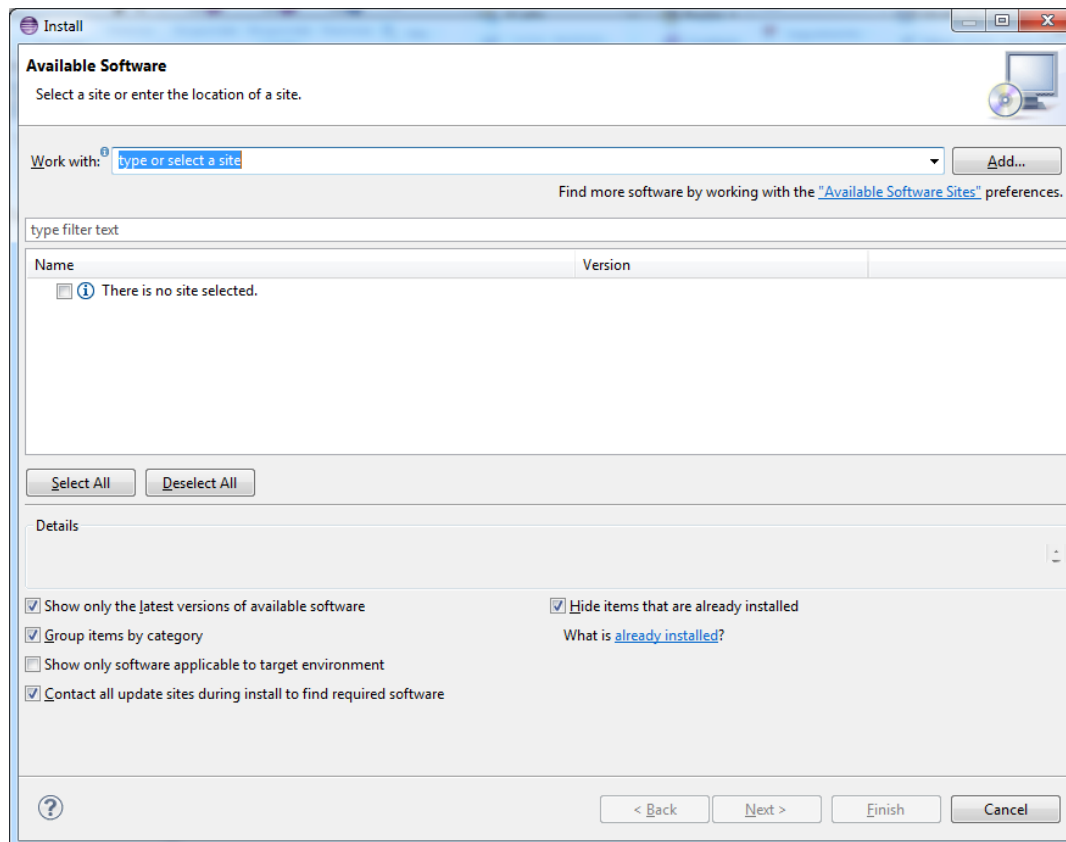 Install
Available Software
Select a site or enter the location of a site.
Work with: type or select a site Add...
Find more software by working with the "Available Software Sites" preferences.
type filter text
Name Version
There is no site selected.
Select All Deselect All
Details
Show only the latest versions of available software Hide items that are already installed
Group items by category What is already installed?
Show only software applicable to target environment
Contact all update sites during install to find required software
< Back Next > Finish Cancel